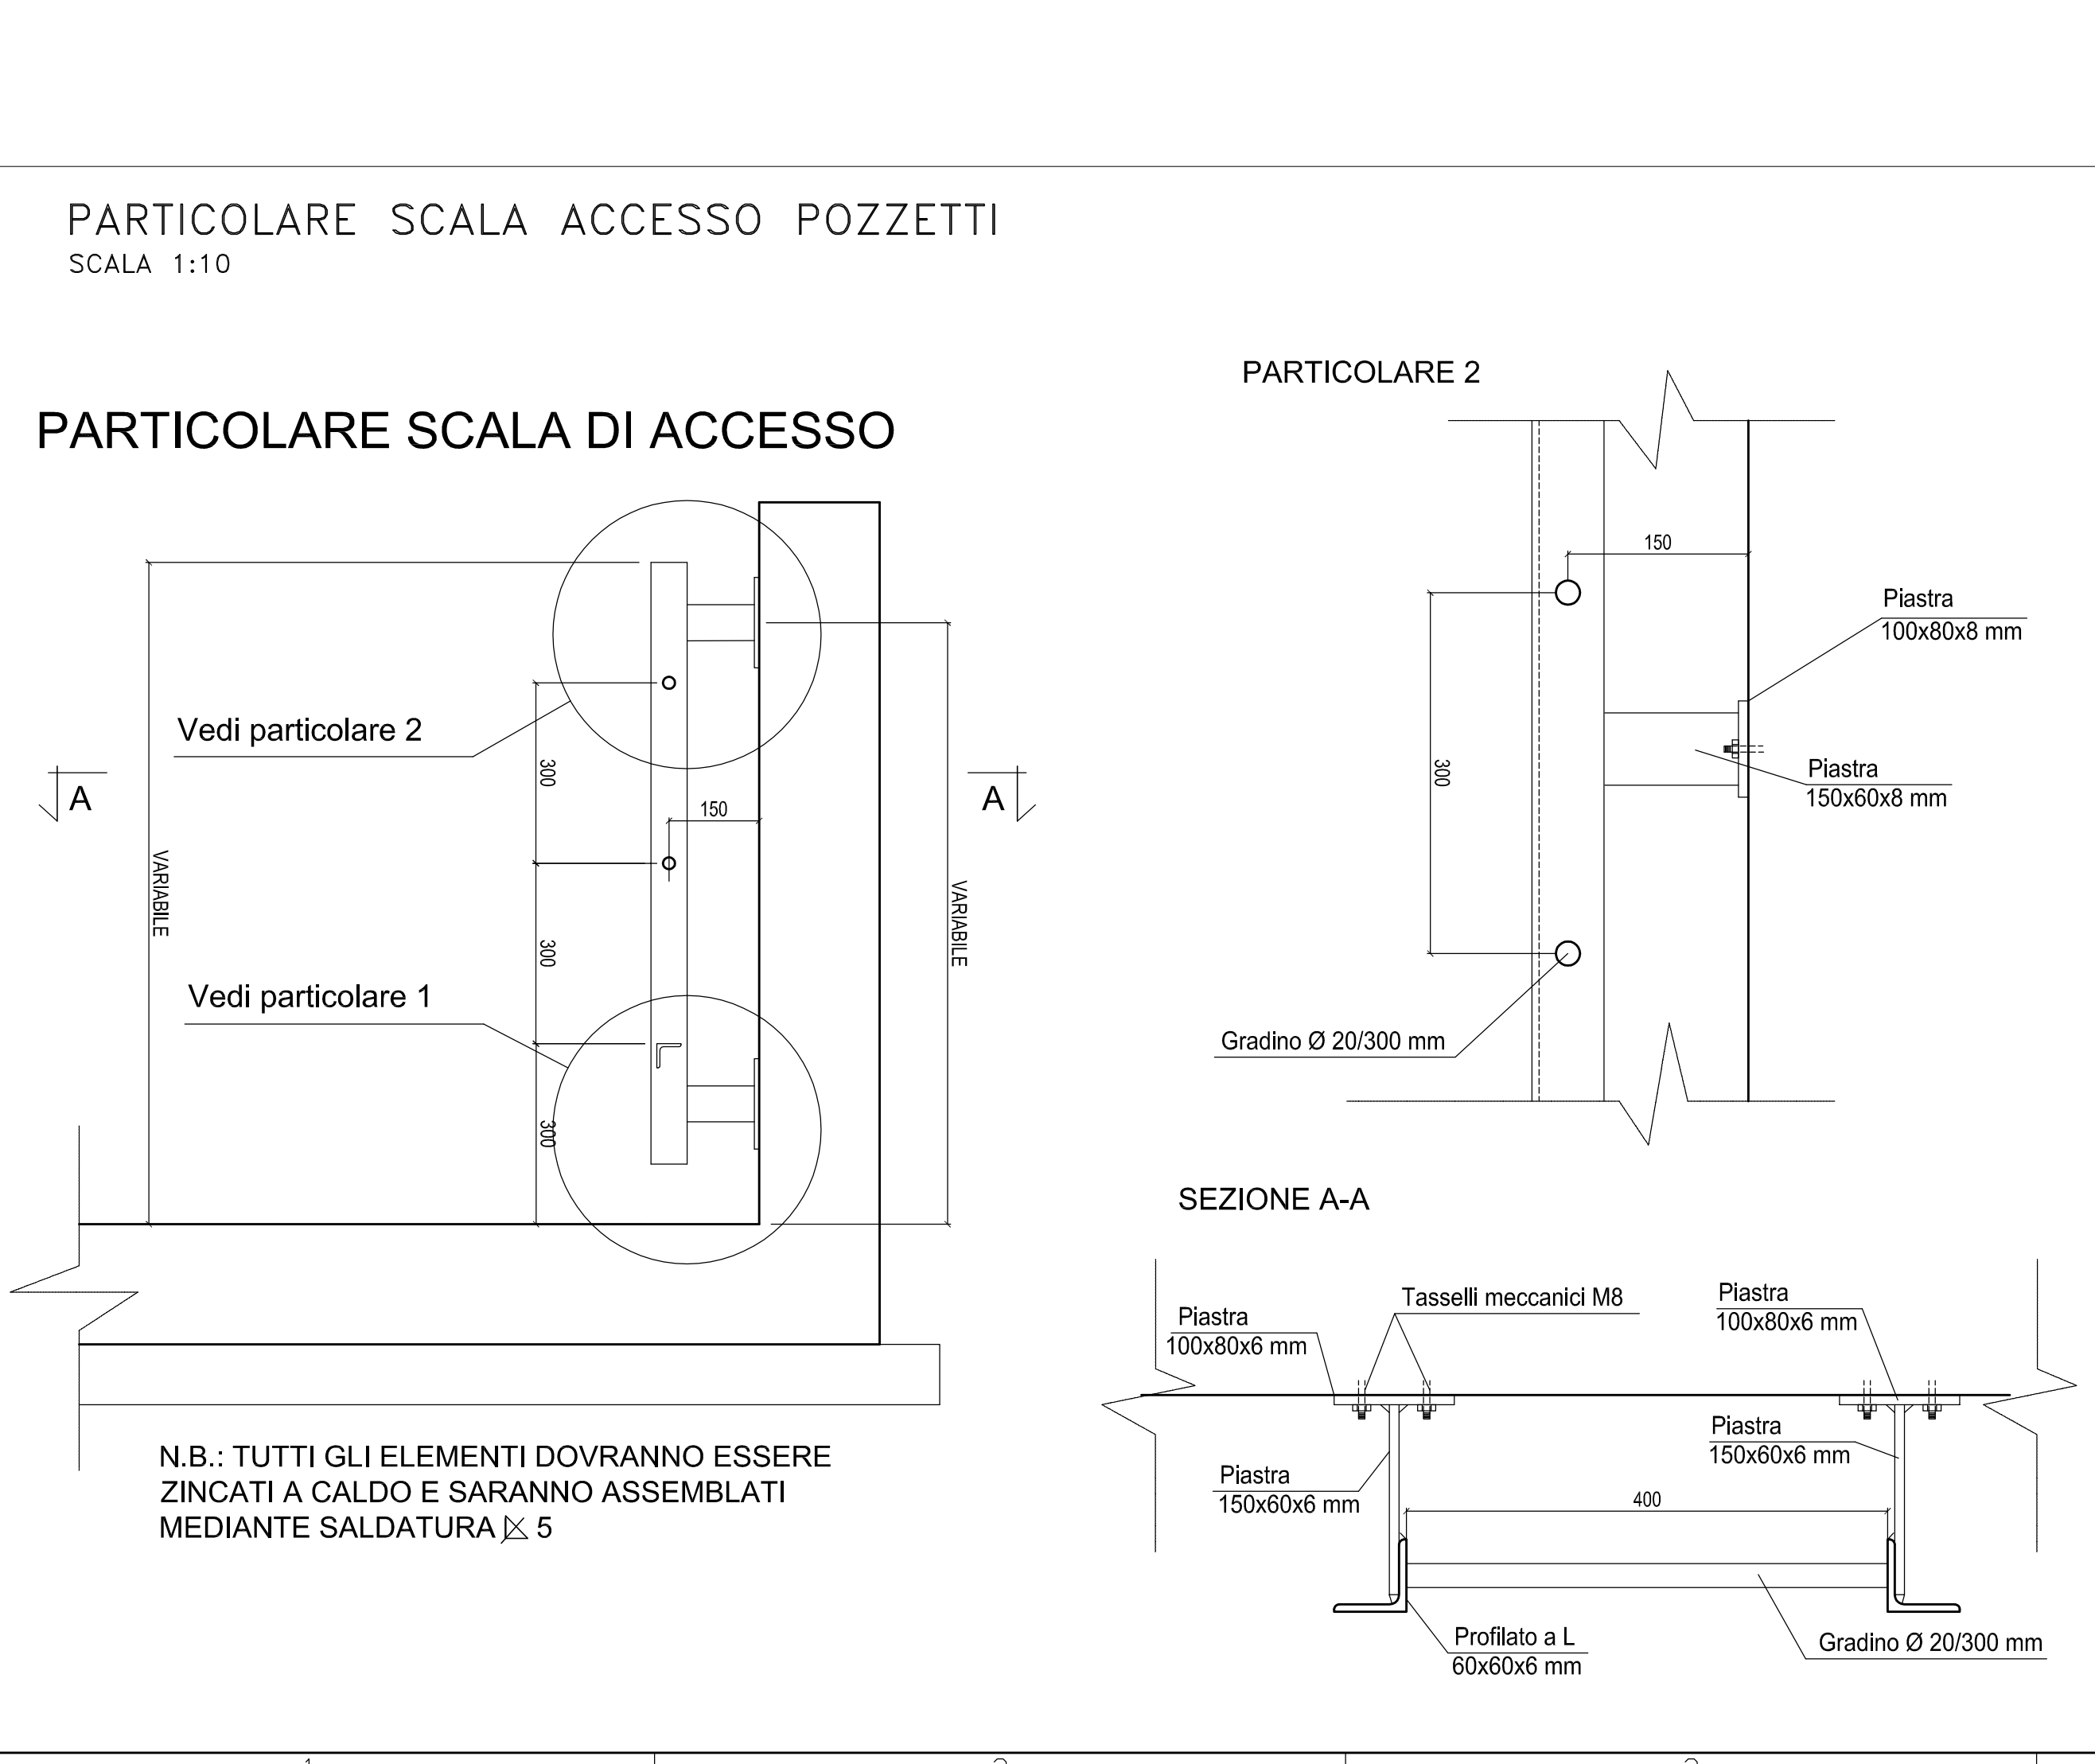 PARTICOLARE SCALA ACCESSO POZZETTI
SCALA 1:10
PARTICOLARE SCALA DI ACCESSO
Vedi particolare 2
A
A
300
150
VARIABILE
VARIABILE
300
Vedi particolare 1
300
N.B.: TUTTI GLI ELEMENTI DOVRANNO ESSERE
ZINCATI A CALDO E SARANNO ASSEMBLATI
MEDIANTE SALDATURA 5
PARTICOLARE 2
150
Piastra
100x80x8 mm
300
Piastra
150x60x8 mm
Gradino Ø 20/300 mm
SEZIONE A-A
Piastra
100x80x6 mm
Tasselli meccanici M8
Piastra
100x80x6 mm
Piastra
150x60x6 mm
Piastra
150x60x6 mm
400
Profilato a L
60x60x6 mm
Gradino Ø 20/300 mm